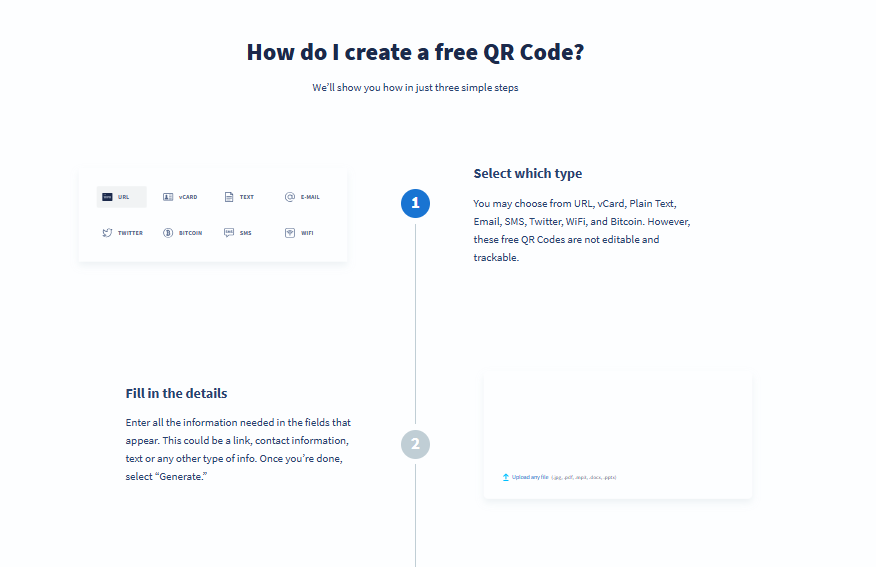 How do I create a free QR Code?
We'll show you how in just three simple steps
URL
vCARD
TEXT
E-MAIL
TWITTER
BITCOIN
SMS
WIFI
1
Select which type
You may choose from URL, vCard, Plain Text,
Email, SMS, Twitter, WiFi, and Bitcoin. However,
these free QR Codes are not editable and
trackable.
Fill in the details
Enter all the information needed in the fields that
appear. This could be a link, contact information,
text or any other type of info. Once you're done,
select “Generate.”
2
Upload any file (.jpg, .pdf, .mp3, .docx, .pptx)